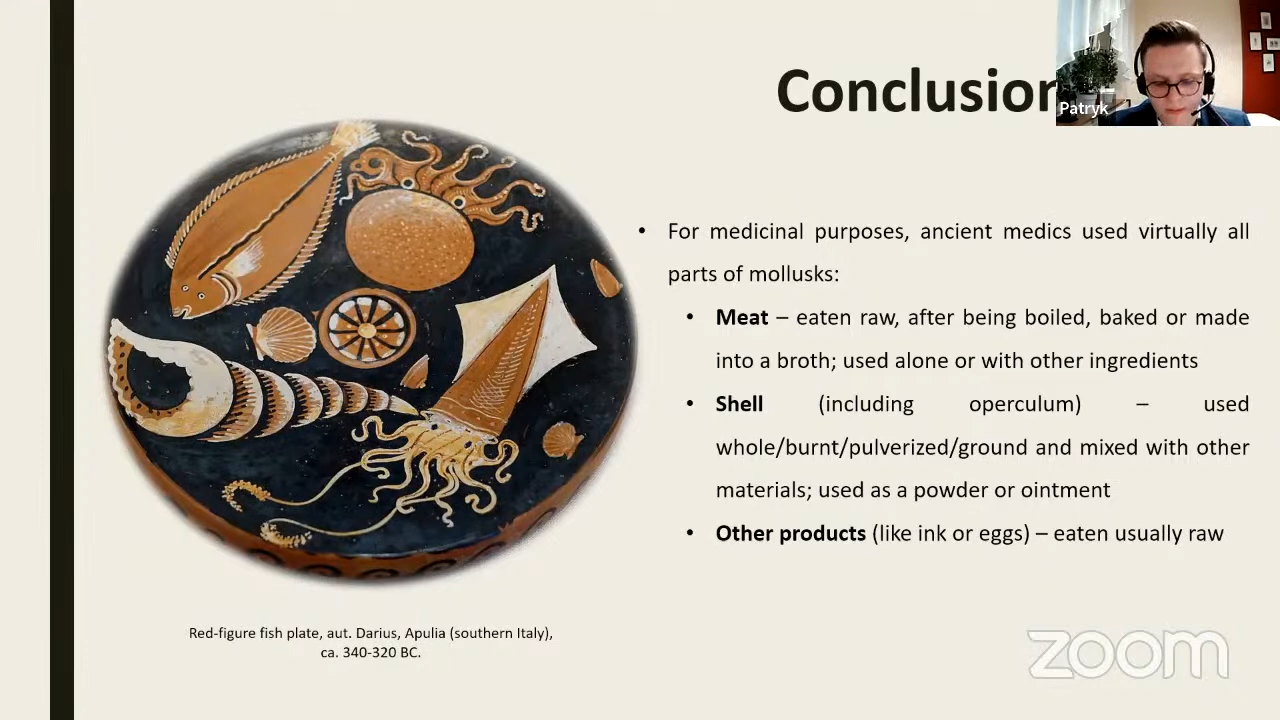 Conclusion
Patryk
• For medicinal purposes, ancient medics used virtually all
parts of mollusks:
• Meat – eaten raw, after being boiled, baked or made
into a broth; used alone or with other ingredients
• Shell (including operculum) – used
whole/burnt/pulverized/ground and mixed with other
materials; used as a powder or ointment
• Other products (like ink or eggs) – eaten usually raw
Red-figure fish plate, aut. Darius, Apulia (southern Italy),
ca. 340-320 BC.
zoom